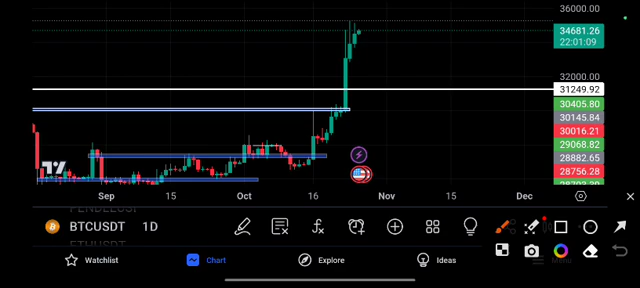 36000.00
34681.26
22:01:09
32000.00
31249.92
30405.80
30145.84
30016.21
29068.82
28882.65
28756.28
Sep
15
Oct
16
Nov
15
Dec
BTCUSDT 1D
Watchlist
Chart
Explore
Ideas